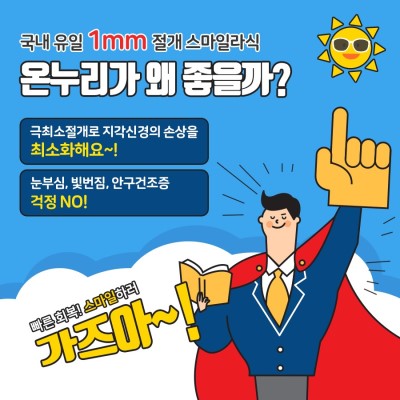 국내 유일 1mm 절개 스마일라식
온누리가 왜 좋을까?
극최소절개로 지각신경의 손상을
최소화해요~!
눈부심, 빛번짐, 안구건조증
걱정 NO!
빠른 회복! 스마일하러
가즈아~!